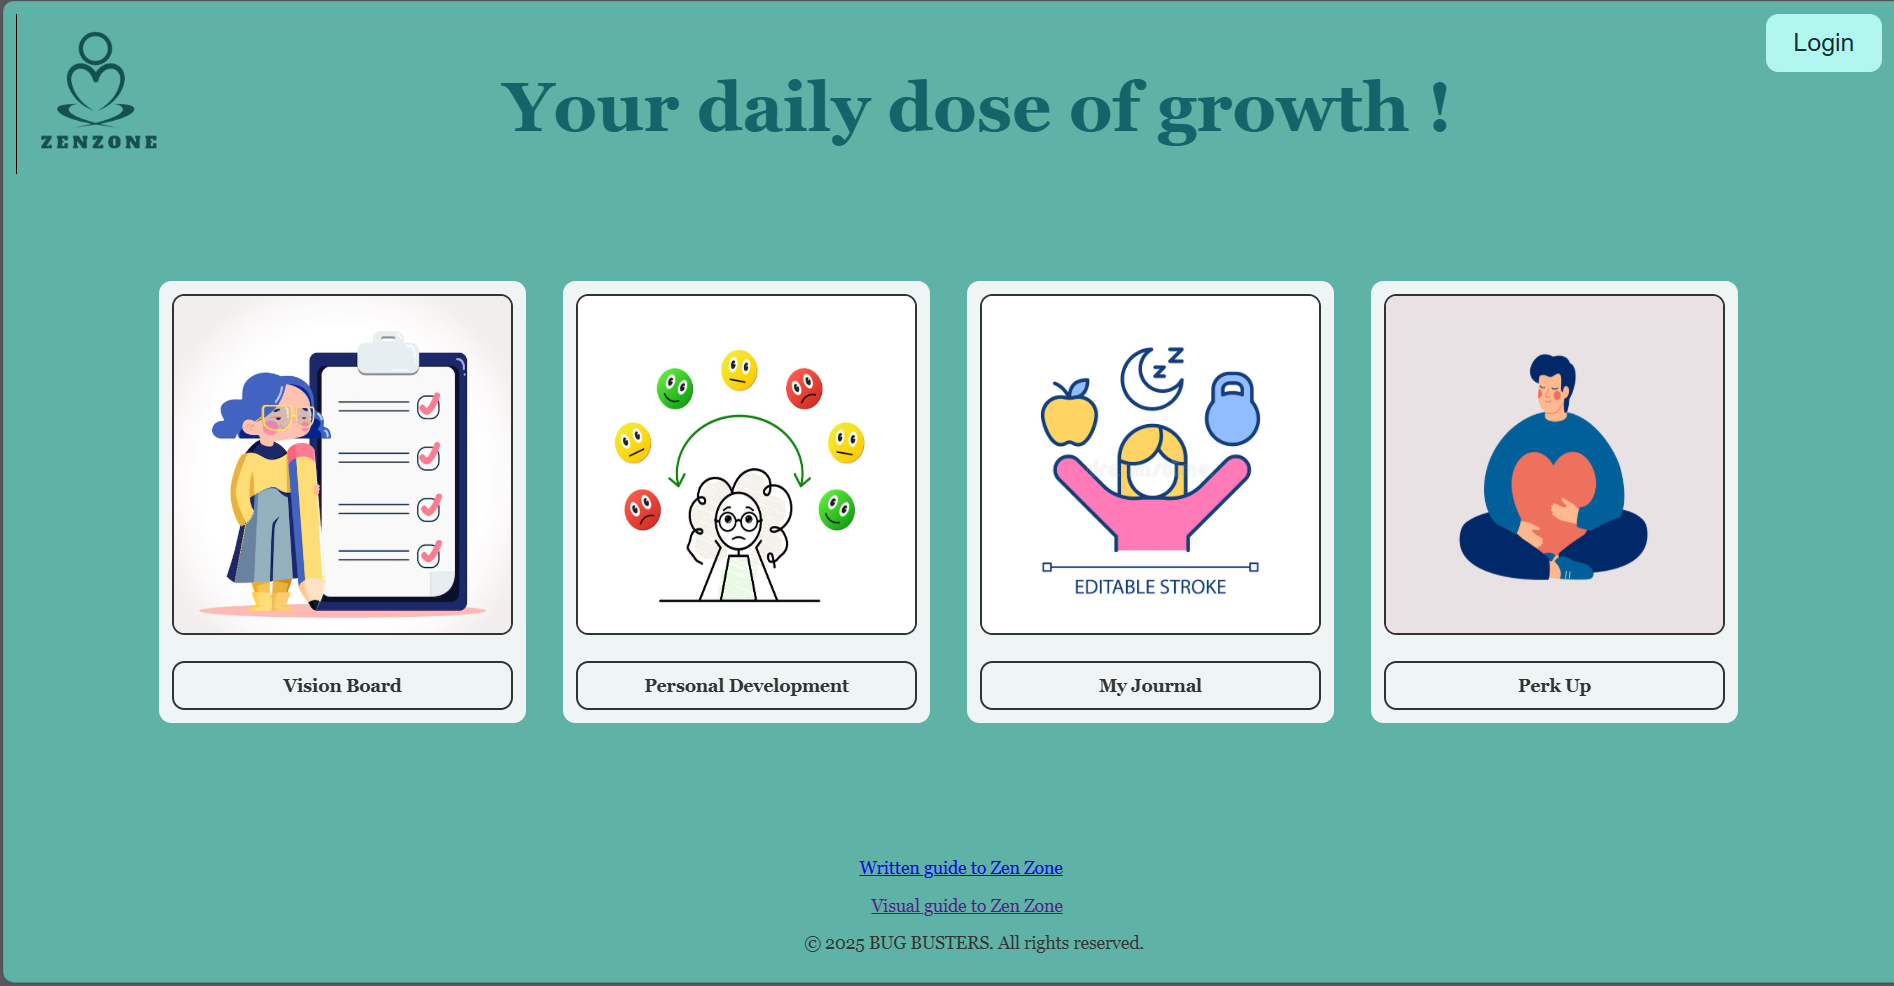 Login
ZENZONE
Your daily dose of growth !
z z
EDITABLE STROKE
Vision Board
Personal Development
My Journal
Perk Up
Written guide to Zen Zone
Visual guide to Zen Zone
© 2025 BUG BUSTERS. All rights reserved.